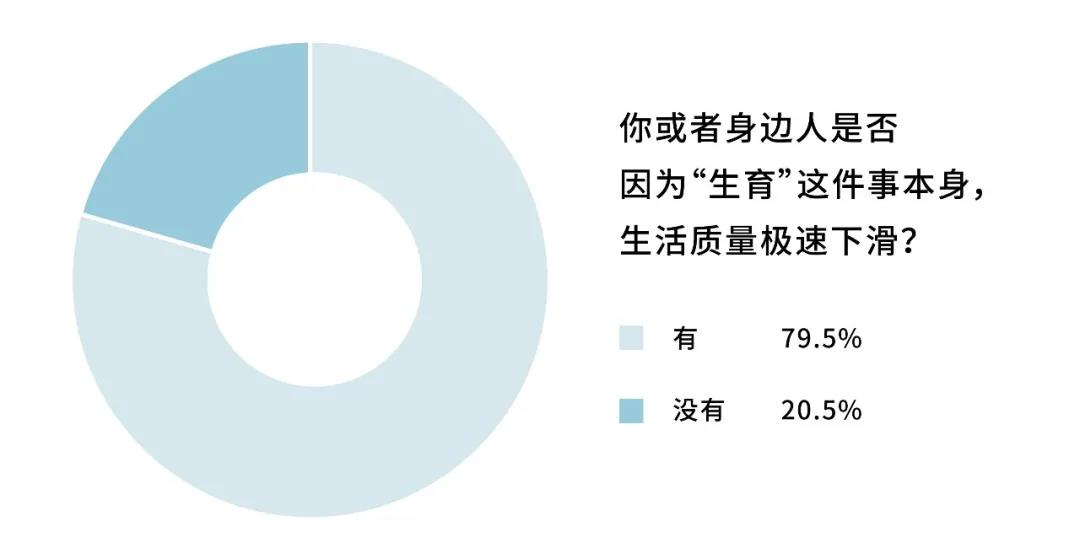 你或者身边人是否
因为“生育”这件事本身，
生活质量极速下滑？
有 79.5%
没有 20.5%